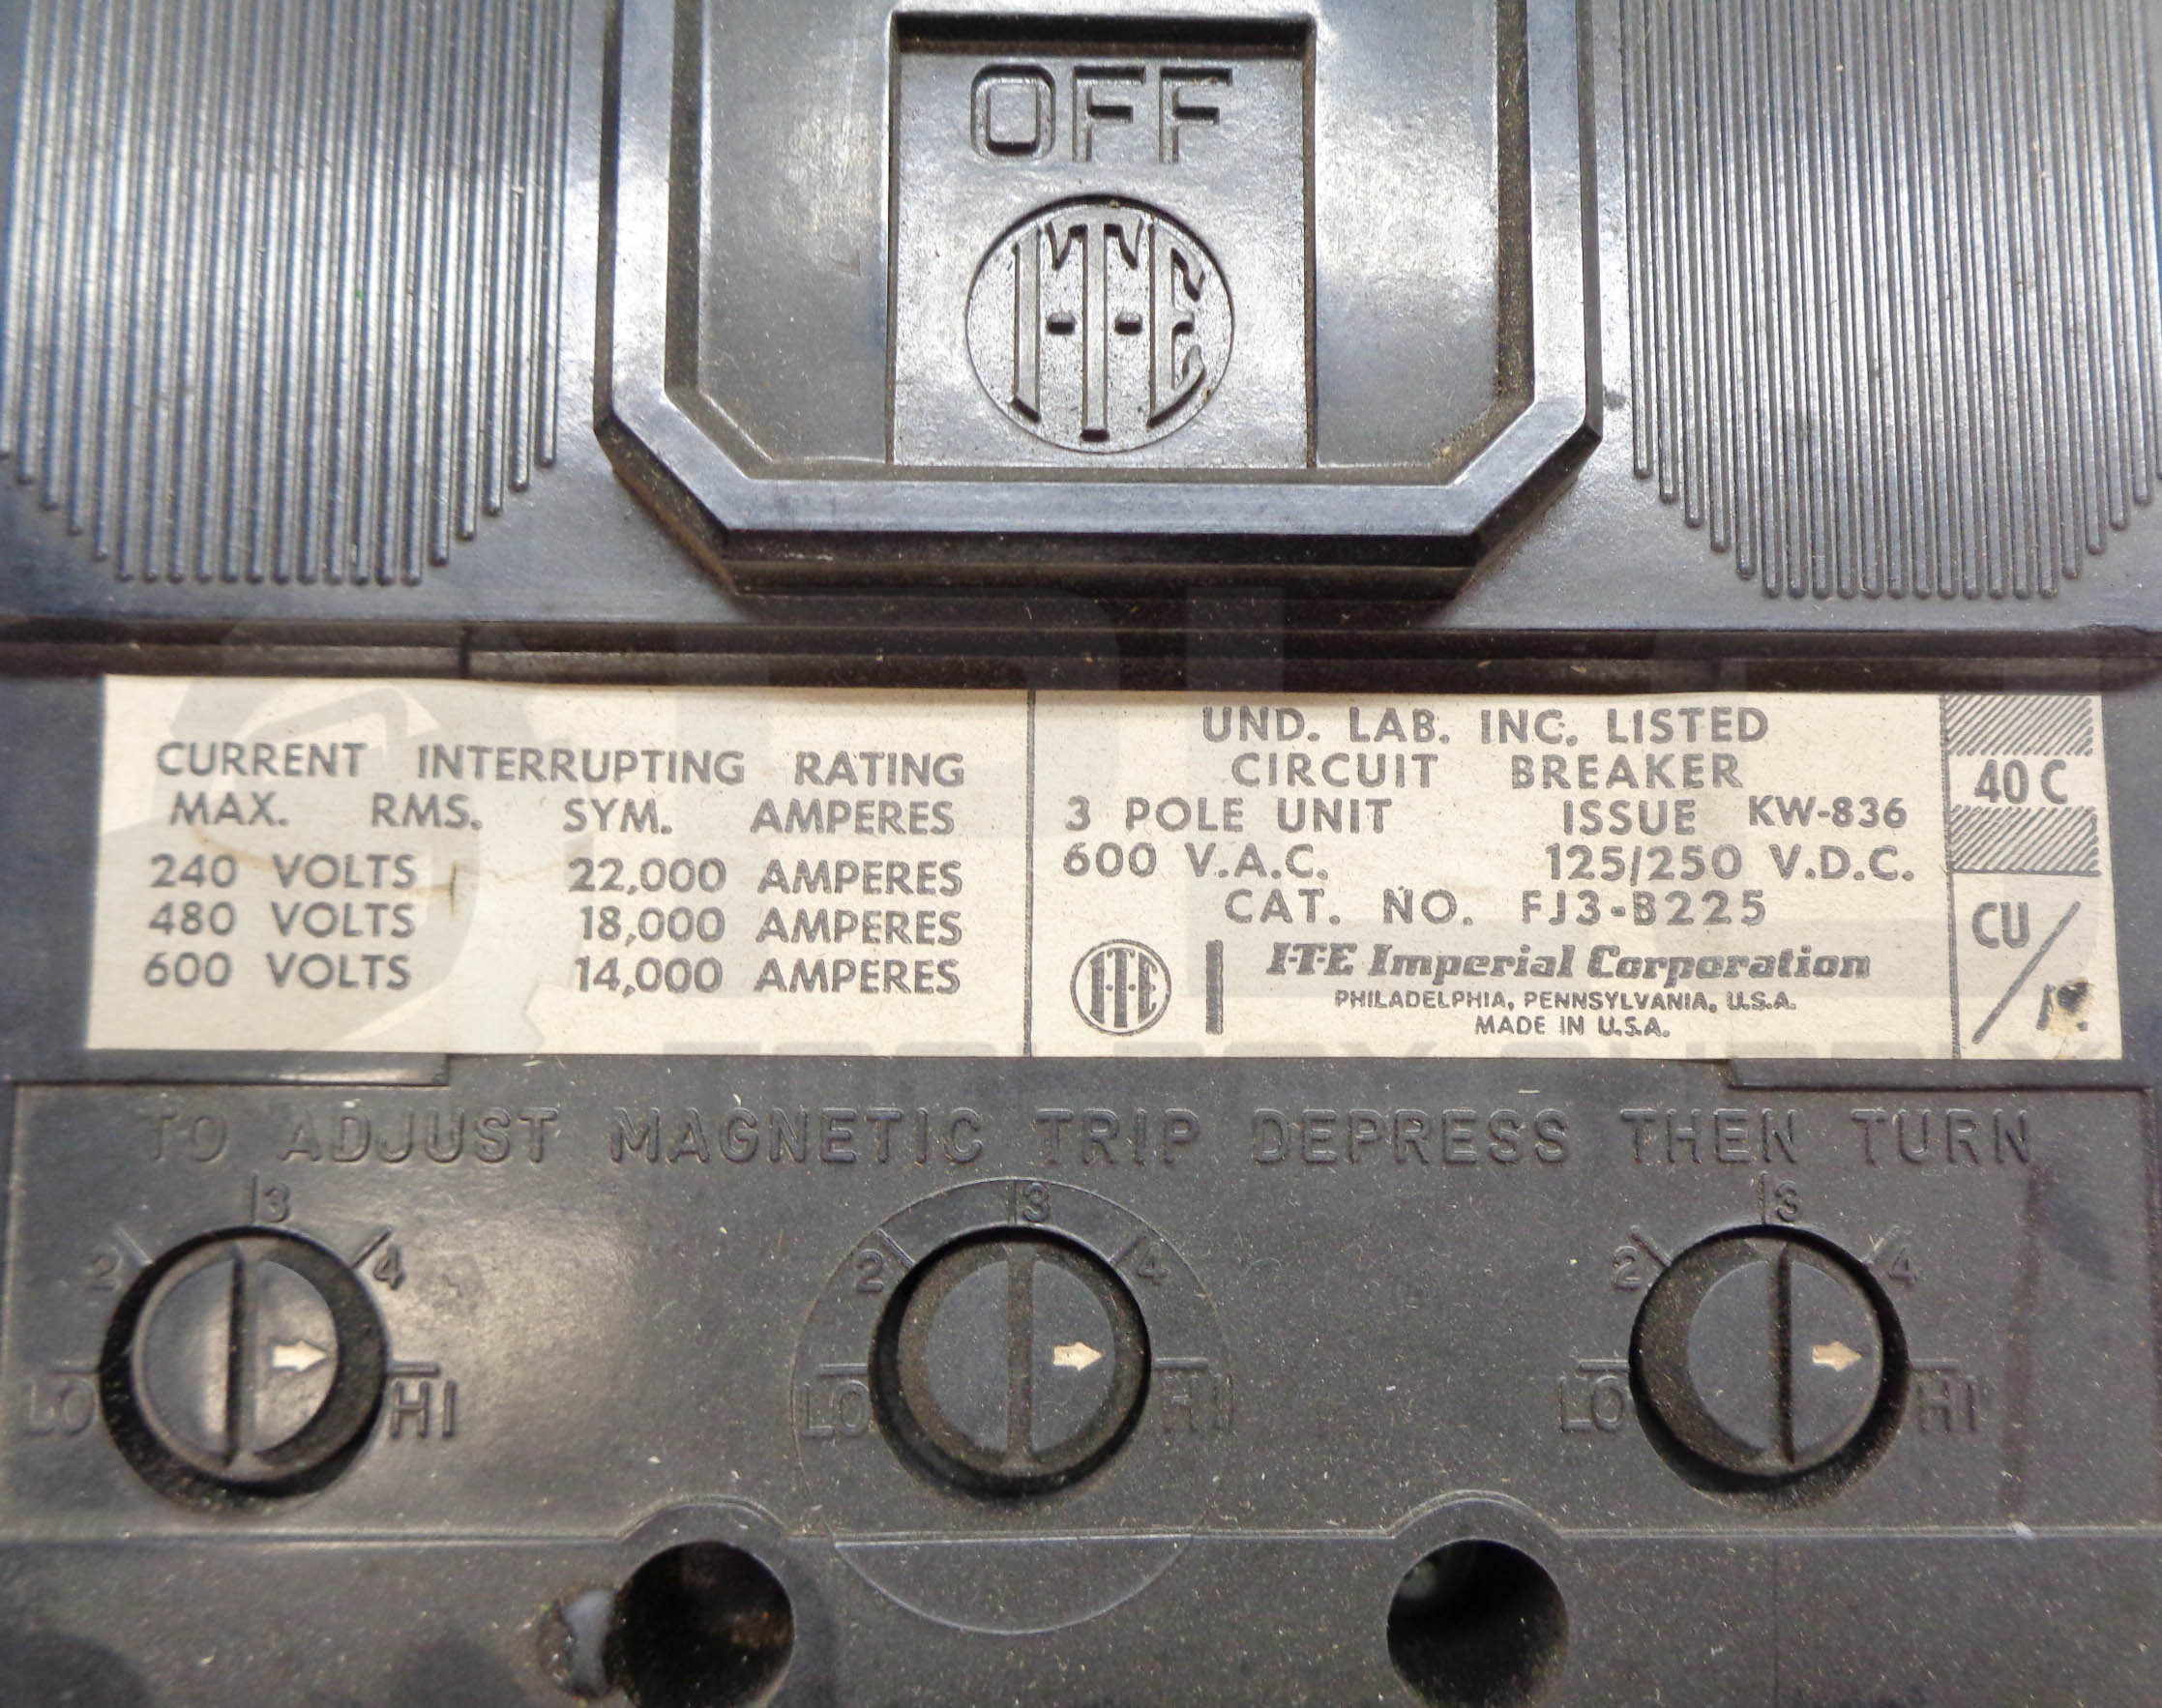 OFF
I-T-E
CURRENT INTERRUPTING RATING
MAX. RMS. SYM. AMPERES
240 VOLTS 22,000 AMPERES
480 VOLTS 18,000 AMPERES
600 VOLTS 14,000 AMPERES
UND. LAB. INC. LISTED
CIRCUIT BREAKER
3 POLE UNIT ISSUE KW-836
600 V.A.C. 125/250 V.D.C.
CAT. NO. FJ3-B225
I-T-E I-T-E Imperial Corporation
PHILADELPHIA, PENNSYLVANIA, U.S.A.
MADE IN U.S.A.
40 C
CU/
TO ADJUST MAGNETIC TRIP DEPRESS THEN TURN
LO 2 3 4 HI
LO 2 3 4 HI
LO 2 3 4 HI